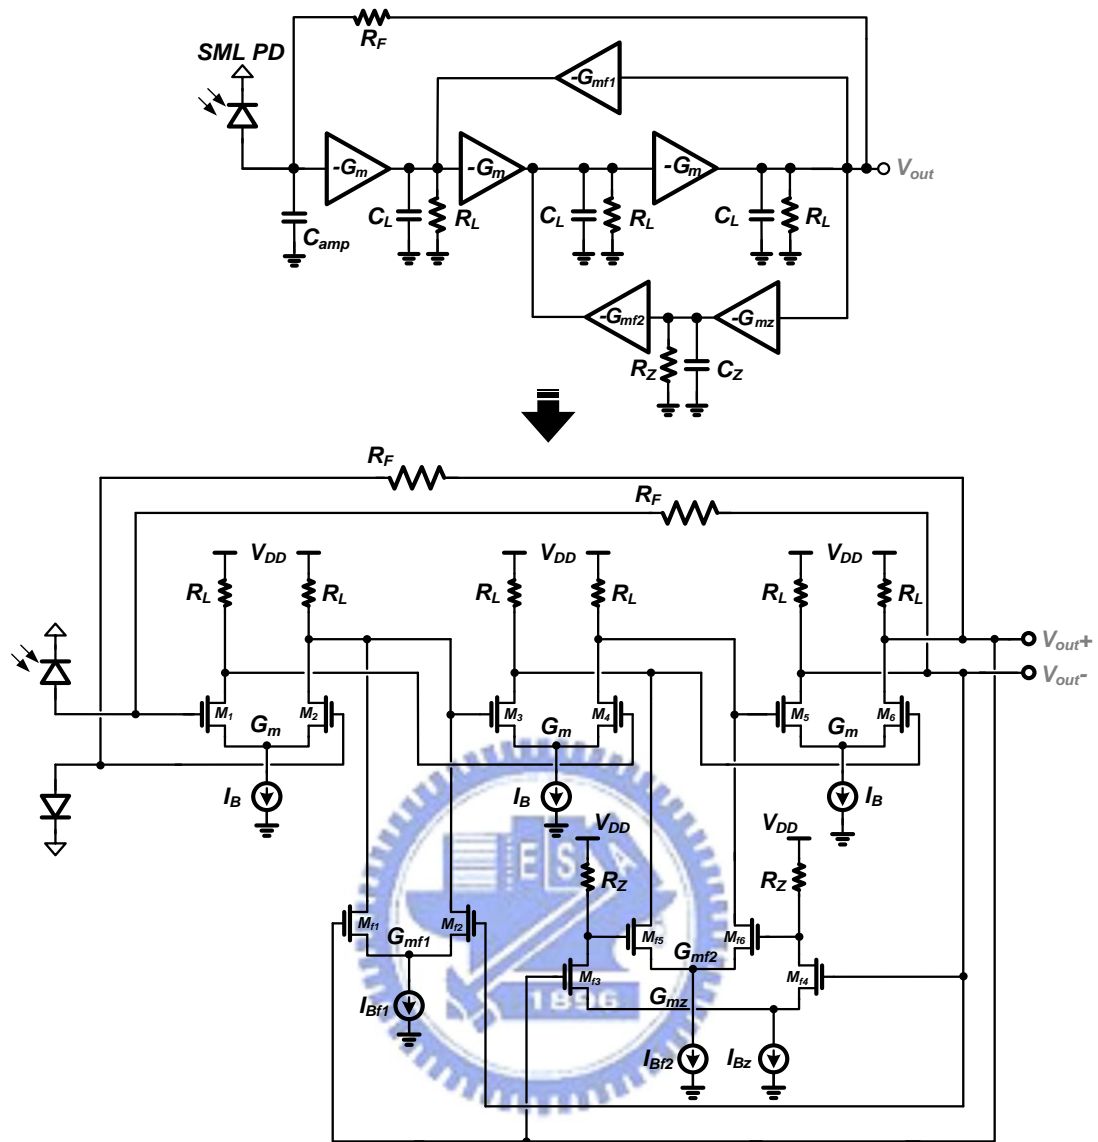 R_F
SML PD
-G_mf1
-G_m -G_m -G_m V_out
C_L R_L C_L R_L C_L R_L
C_amp
-G_mf2 -G_mz
R_Z C_Z
R_F
R_F
V_DD V_DD V_DD
R_L R_L R_L R_L R_L R_L
V_out+
V_out-
M_1 M_2 M_3 M_4 M_5 M_6
G_m G_m G_m
I_B I_B I_B
V_DD V_DD
E S A
R_Z R_Z
M_f1 M_f2 M_f5 M_f6
G_mf1 G_mf2
M_f3 M_f4
G_mz
1896
I_Bf1
I_Bf2 I_Bz